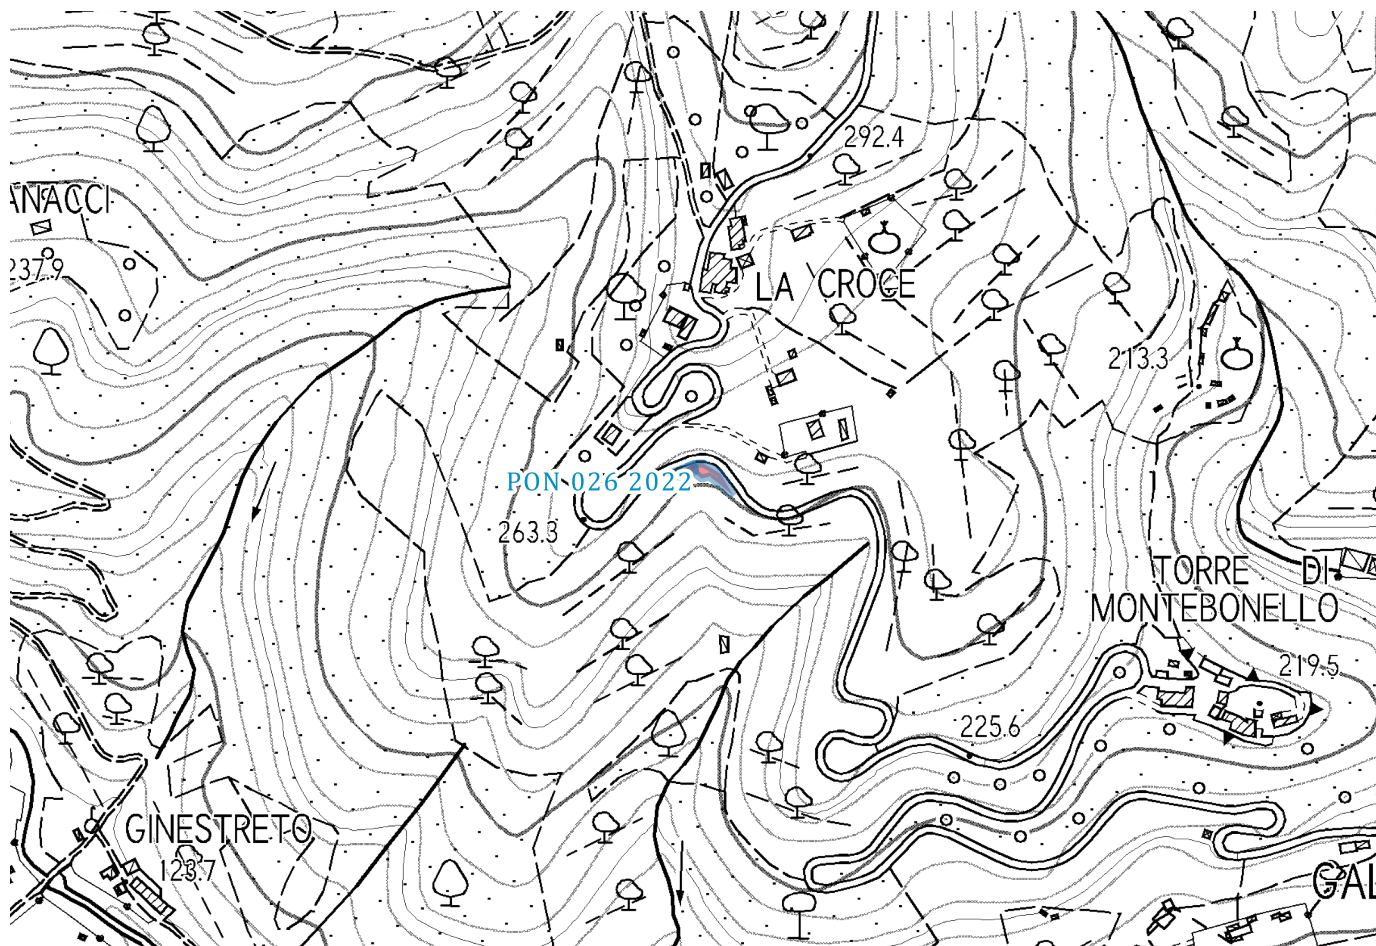 292.4
ANACCI
237.9
LA CROCE
213.3
PON 026 2022
263.3
TORRE DI
MONTEBONELLO
219.5
225.6
GINESTRETO
123.7
GAL